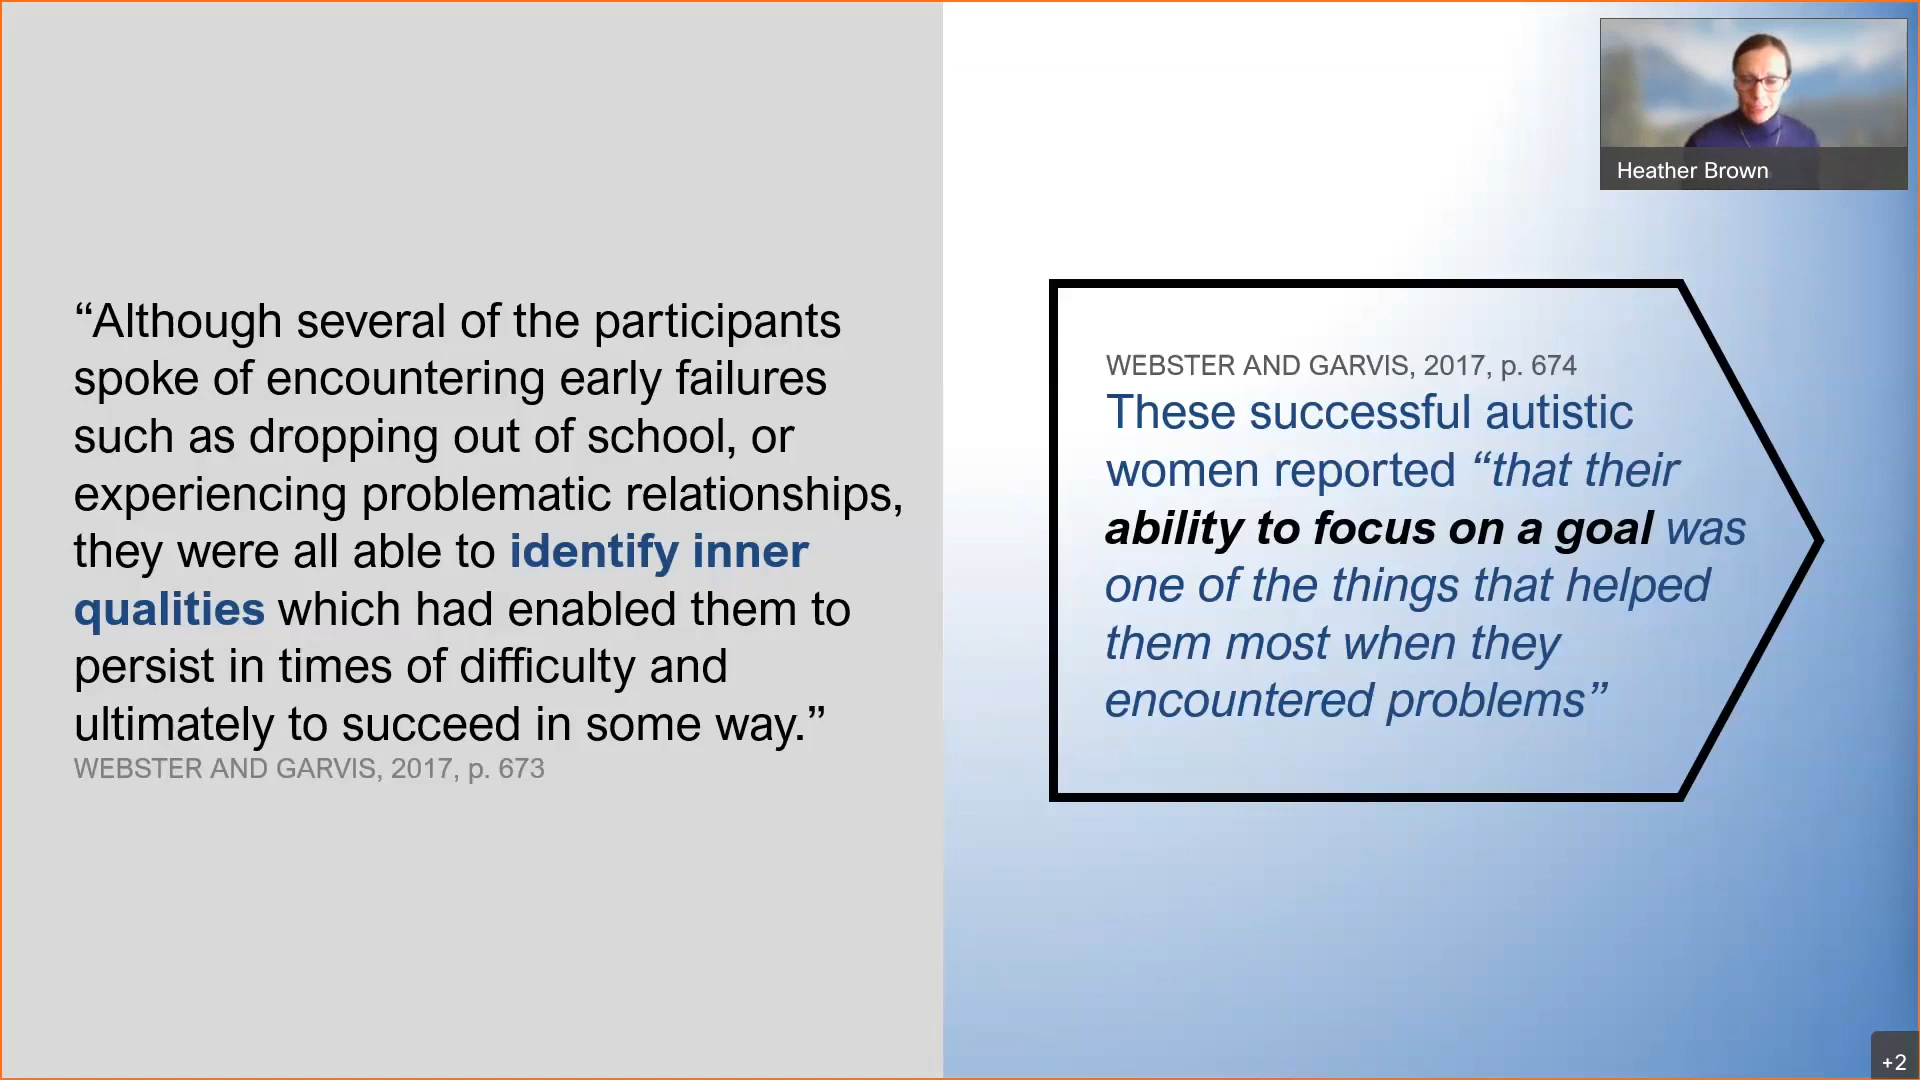 “Although several of the participants
spoke of encountering early failures
such as dropping out of school, or
experiencing problematic relationships,
they were all able to identify inner
qualities which had enabled them to
persist in times of difficulty and
ultimately to succeed in some way.”
WEBSTER AND GARVIS, 2017, p. 673
Heather Brown
WEBSTER AND GARVIS, 2017, p. 674
These successful autistic
women reported “that their
ability to focus on a goal was
one of the things that helped
them most when they
encountered problems”
+2